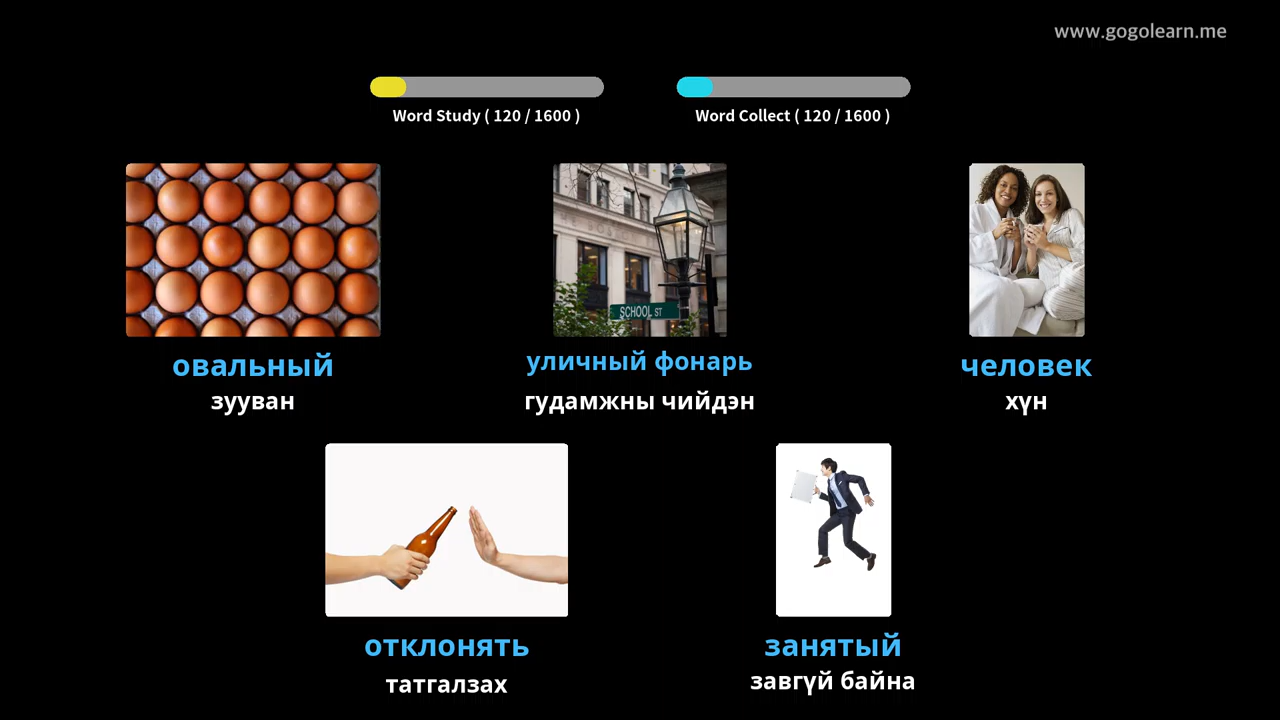 www.gogolearn.me
Word Study ( 120 / 1600 )
Word Collect ( 120 / 1600 )
SCHOOL ST
овальный
зууван
уличный фонарь
гудамжны чийдэн
человек
хүн
отклонять
татгалзах
занятый
завгүй байна